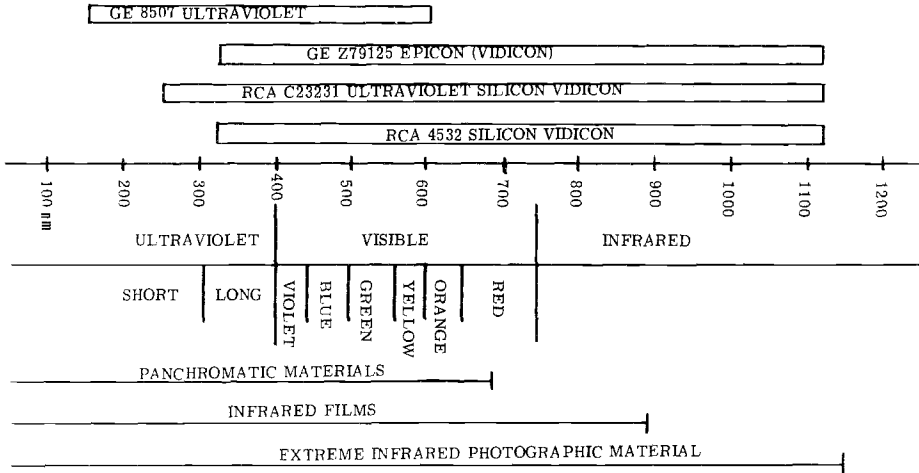 GE 8507 ULTRAVIOLET
GE Z79125 EPICON (VIDICON)
RCA C23231 ULTRAVIOLET SILICON VIDICON
RCA 4532 SILICON VIDICON
100 nm 200 300 400 500 600 700 800 900 1000 1100 1200
ULTRAVIOLET VISIBLE INFRARED
SHORT LONG VIOLET BLUE GREEN YELLOW ORANGE RED
PANCHROMATIC MATERIALS
INFRARED FILMS
EXTREME INFRARED PHOTOGRAPHIC MATERIAL